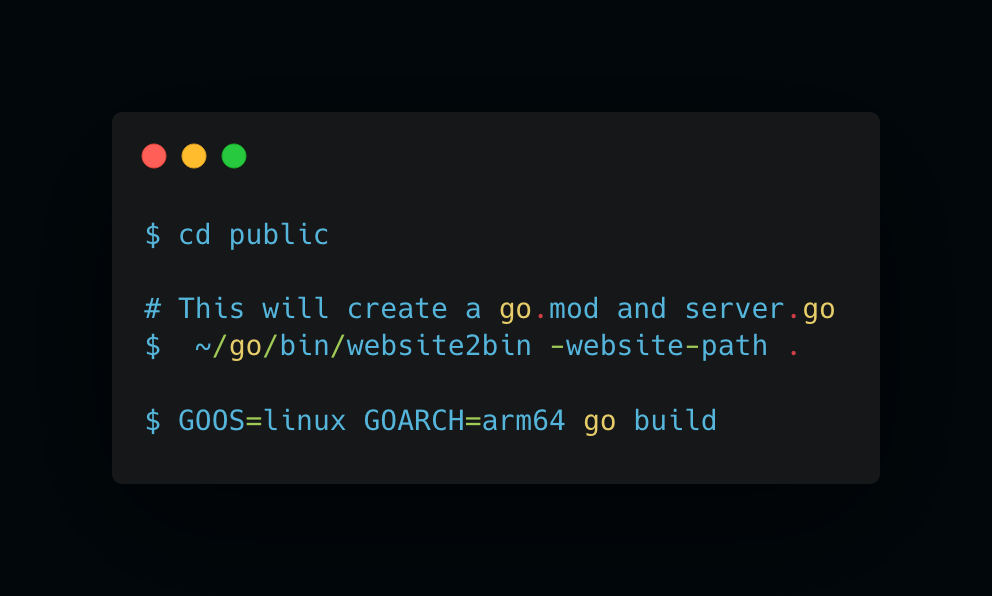 $ cd public
# This will create a go.mod and server.go
$  ~/go/bin/website2bin -website-path .
$ GOOS=linux GOARCH=arm64 go build